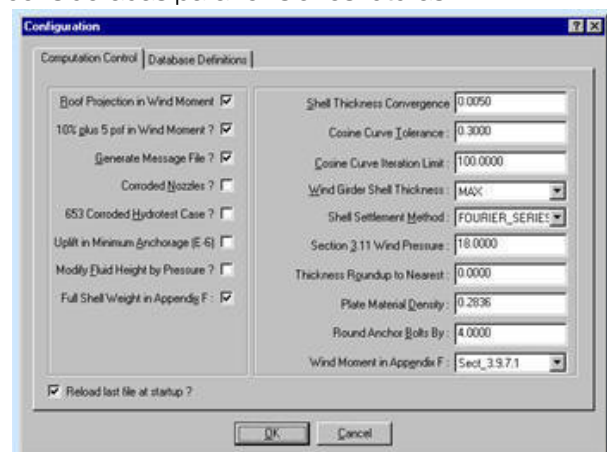 Configuration
Computation Control
Database Definitions
Roof Projection in Wind Moment
10% plus 5 psf in Wind Moment ?
Generate Message File ?
Corroded Nozzles ?
653 Corroded Hydrotest Case ?
Uplift in Minimum Anchorage (E-6)
Modify Fluid Height by Pressure ?
Full Shell Weight in Appendix F :
Reload last file at startup ?
Shell Thickness Convergence 0.0050
Cosine Curve Tolerance : 0.3000
Cosine Curve Iteration Limit : 100.0000
Wind Girder Shell Thickness : MAX
Shell Settlement Method : FOURIER_SERIES
Section 3.11 Wind Pressure : 18.0000
Thickness Roundup to Nearest : 0.0000
Plate Material Density : 0.2836
Round Anchor Bolts By : 4.0000
Wind Moment in Appendix F : Sect_3.9.7.1
OK
Cancel